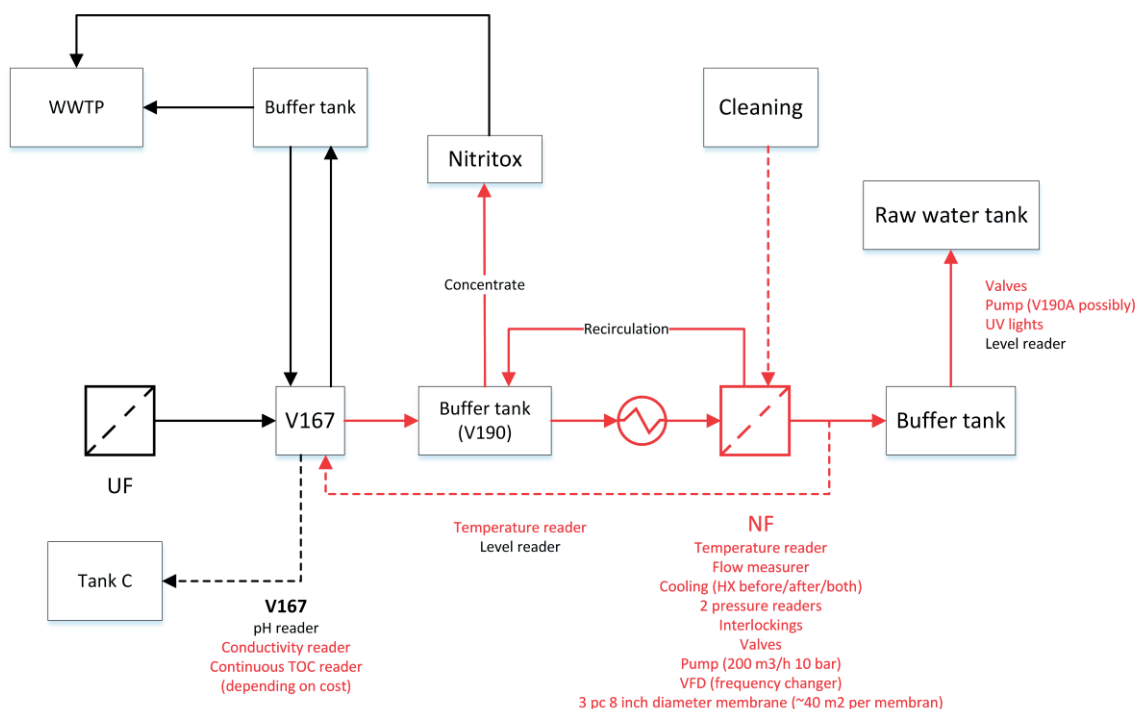 WWTP
Buffer tank
Cleaning
Nitritox
Raw water tank
Concentrate
Valves
Pump (V190A possibly)
UV lights
Level reader
Recirculation
UF
V167
Buffer tank
(V190)
Buffer tank
Temperature reader
Level reader
NF
Temperature reader
Flow measurer
Cooling (HX before/after/both)
2 pressure readers
Interlockings
Valves
Pump (200 m3/h 10 bar)
VFD (frequency changer)
3 pc 8 inch diameter membrane (~40 m2 per membran)
Tank C
V167
pH reader
Conductivity reader
Continuous TOC reader
(depending on cost)